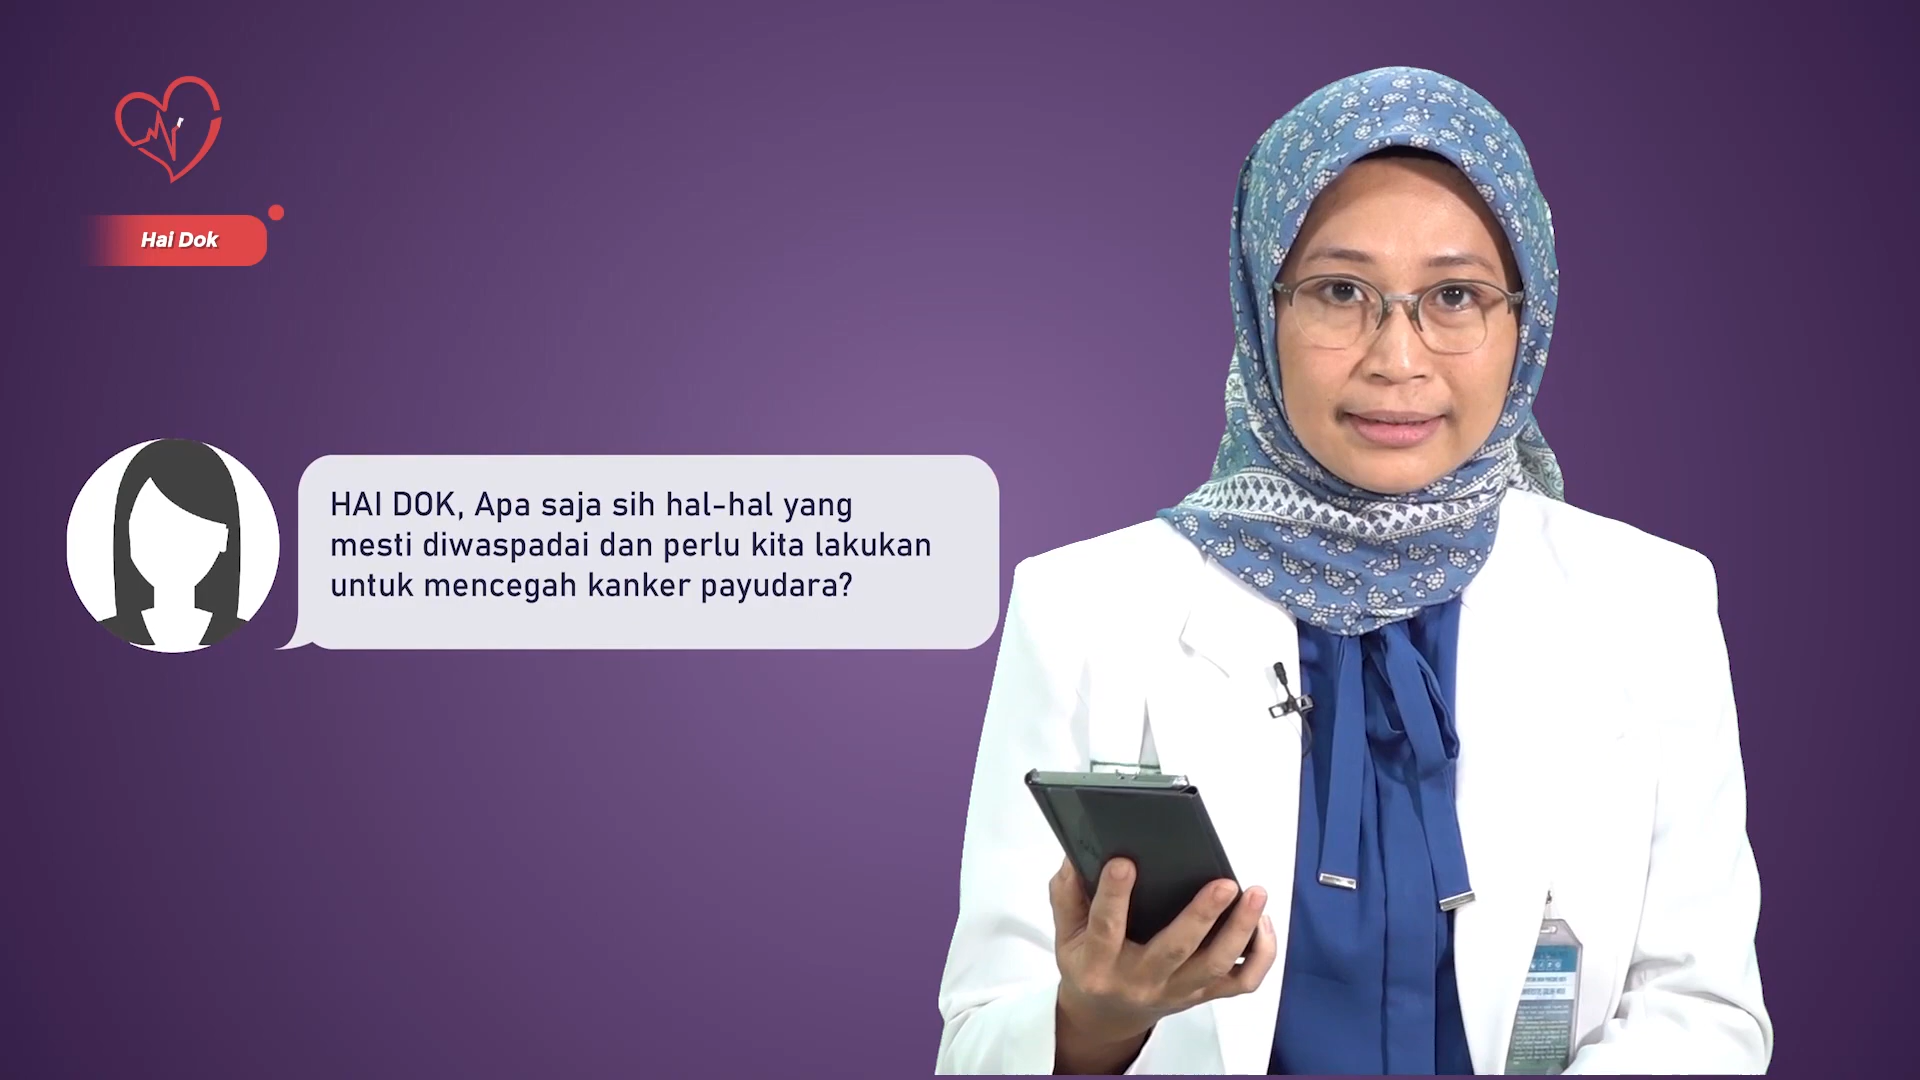 Hai Dok
HAI DOK, Apa saja sih hal-hal yang
mesti diwaspadai dan perlu kita lakukan
untuk mencegah kanker payudara?